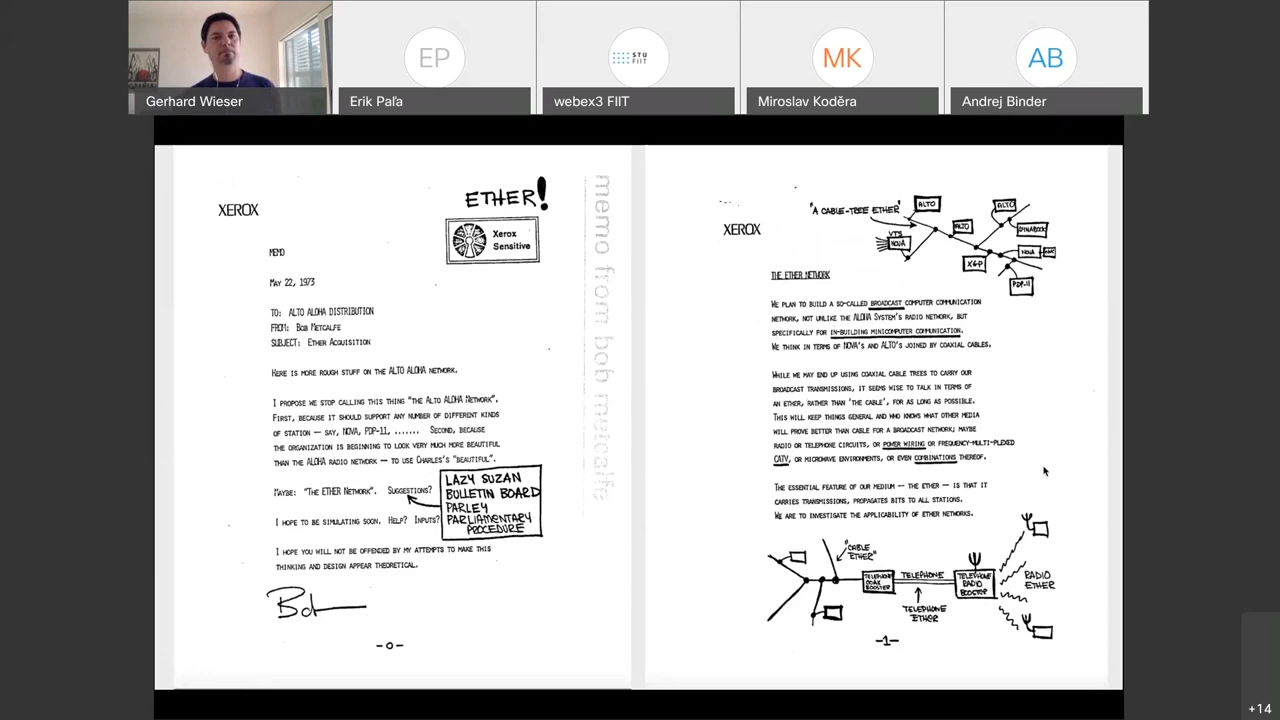 EP
STU
FIIT
MK
AB
Gerhard Wieser
Erik Paľa
webex3 FIIT
Miroslav Koděra
Andrej Binder
XEROX
ETHER!
Xerox
Sensitive
MEMO
MAY 22, 1973
TO: ALTO ALOHA DISTRIBUTION
FROM: BOB METCALFE
SUBJECT: ETHER ACQUISITION
HERE IS MORE ROUGH STUFF ON THE ALTO ALOHA NETWORK.
I PROPOSE WE STOP CALLING THIS THING "THE ALTO ALOHA NETWORK".
FIRST, BECAUSE IT SHOULD SUPPORT ANY NUMBER OF DIFFERENT KINDS
OF STATION -- SAY, NOVA, PDP-11, ....... SECOND, BECAUSE
THE ORGANIZATION IS BEGINNING TO LOOK VERY MUCH MORE BEAUTIFUL
THAN THE ALOHA RADIO NETWORK -- TO USE CHARLES'S "BEAUTIFUL".
MAYBE: "THE ETHER NETWORK". SUGGESTIONS?
I HOPE TO BE SIMULATING SOON. HELP? INPUTS?
LAZY SUZAN
BULLETIN BOARD
PARLEY
PARLIAMENTARY
PROCEDURE
I HOPE YOU WILL NOT BE OFFENDED BY MY ATTEMPTS TO MAKE THIS
THINKING AND DESIGN APPEAR THEORETICAL.
Bob
-0-
memo from bob metcalfe
XEROX
"A CABLE-TREE ETHER"
ALTO
ALTO
ALTO
DYNABOOK
VTS
NOVA
NOVA
XGP
PDP-11
THE ETHER NETWORK
WE PLAN TO BUILD A SO-CALLED BROADCAST COMPUTER COMMUNICATION
NETWORK, NOT UNLIKE THE ALOHA SYSTEM'S RADIO NETWORK, BUT
SPECIFICALLY FOR IN-BUILDING MINICOMPUTER COMMUNICATION.
WE THINK IN TERMS OF NOVA'S AND ALTO'S JOINED BY COAXIAL CABLES.
WHILE WE MAY END UP USING COAXIAL CABLE TREES TO CARRY OUR
BROADCAST TRANSMISSIONS, IT SEEMS WISE TO TALK IN TERMS OF
AN ETHER, RATHER THAN 'THE CABLE', FOR AS LONG AS POSSIBLE.
THIS WILL KEEP THINGS GENERAL AND WHO KNOWS WHAT OTHER MEDIA
WILL PROVE BETTER THAN CABLE FOR A BROADCAST NETWORK; MAYBE
RADIO OR TELEPHONE CIRCUITS, OR POWER WIRING OR FREQUENCY-MULTI-PLEXED
CATV, OR MICROWAVE ENVIRONMENTS, OR EVEN COMBINATIONS THEREOF.
THE ESSENTIAL FEATURE OF OUR MEDIUM -- THE ETHER -- IS THAT IT
CARRIES TRANSMISSIONS, PROPAGATES BITS TO ALL STATIONS.
WE ARE TO INVESTIGATE THE APPLICABILITY OF ETHER NETWORKS.
"CABLE
ETHER"
TELEPHONE
COAX
BOOSTER
TELEPHONE
TELEPHONE
ETHER
TELEPHONE
RADIO
BOOSTER
RADIO
ETHER
-1-
+14